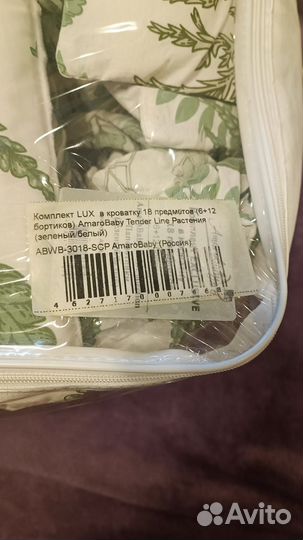 Комплект LUX в кроватку 18 предметов (6+12
бортиков) AmaroBaby Tender Line Растения
(зеленый/белый)
ABWB-3018-SCP AmaroBaby (Россия)
Avito